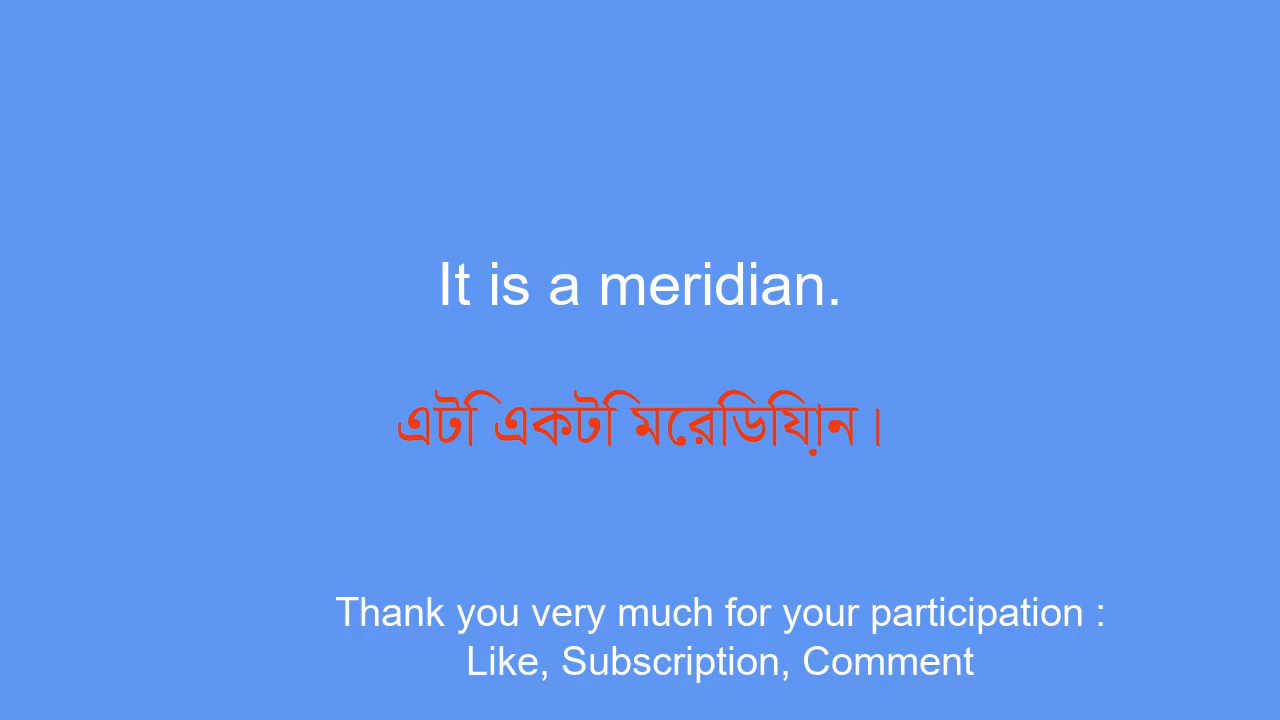 It is a meridian.
এটি একটি মেরিডিয়ান।
Thank you very much for your participation :
Like, Subscription, Comment